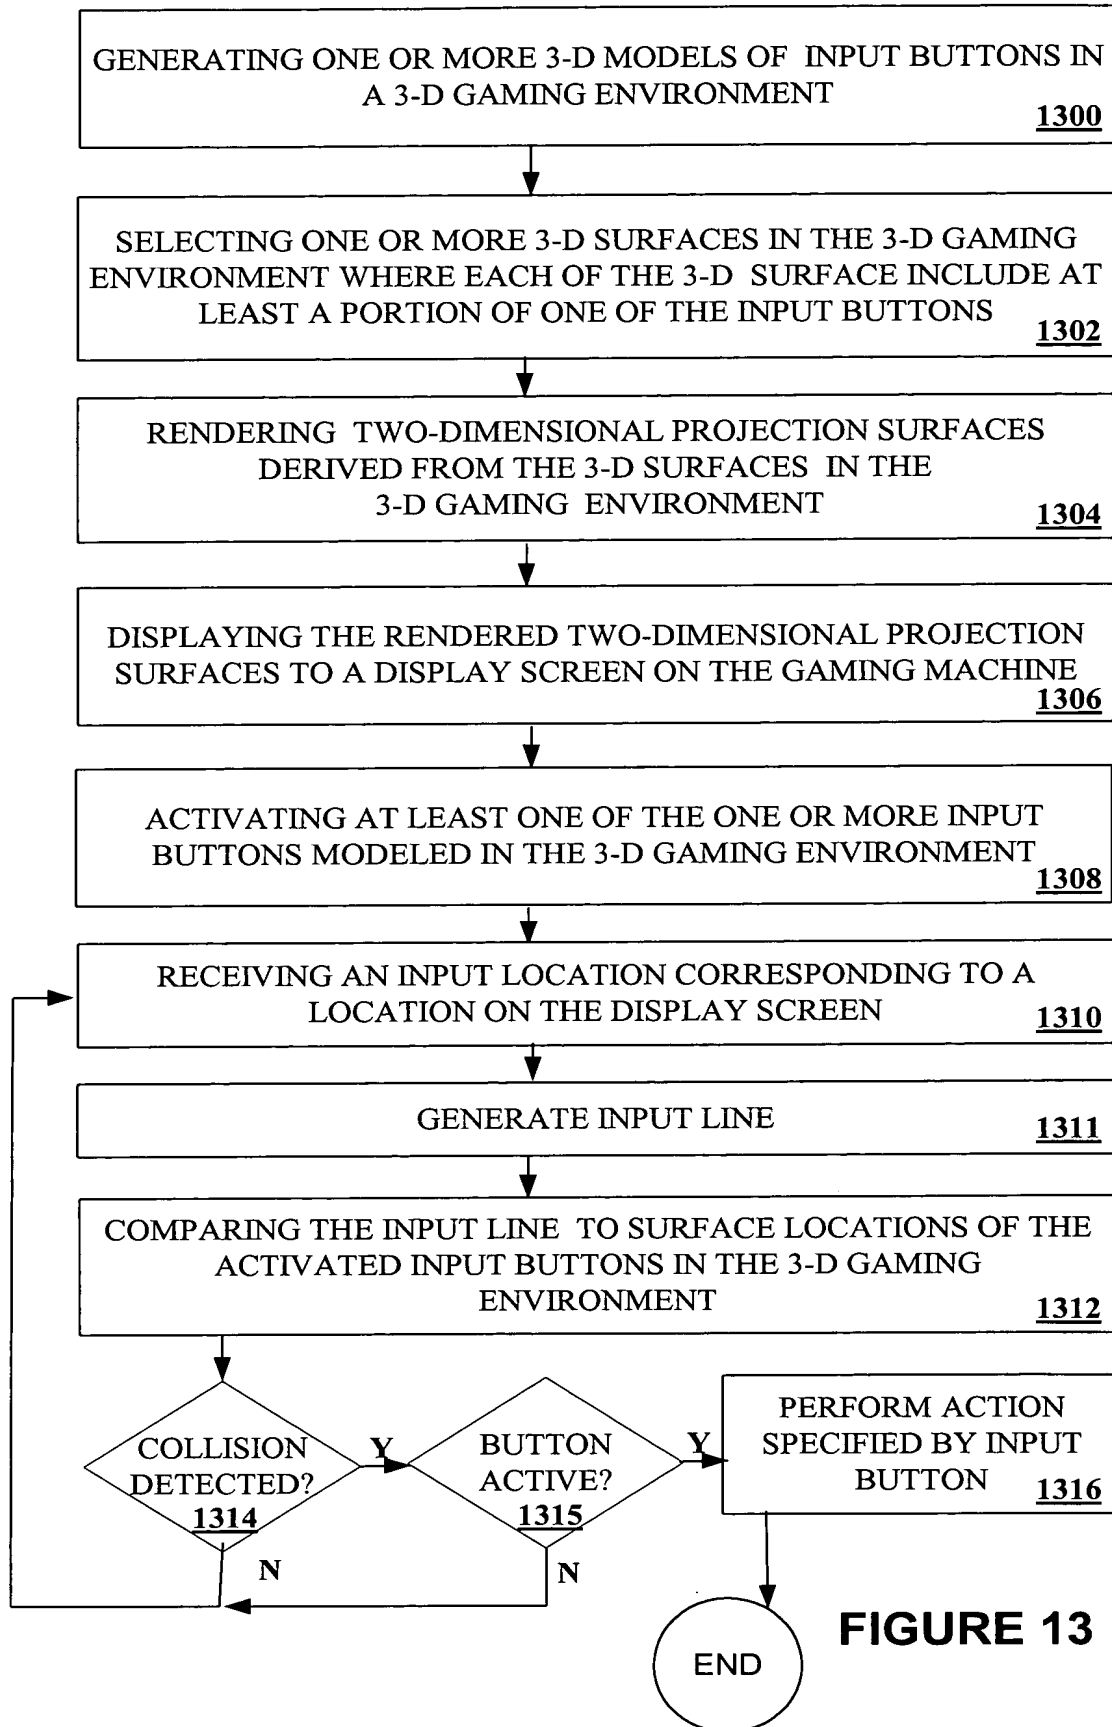 GENERATING ONE OR MORE 3-D MODELS OF INPUT BUTTONS IN
A 3-D GAMING ENVIRONMENT
1300
SELECTING ONE OR MORE 3-D SURFACES IN THE 3-D GAMING
ENVIRONMENT WHERE EACH OF THE 3-D SURFACE INCLUDE AT
LEAST A PORTION OF ONE OF THE INPUT BUTTONS
1302
RENDERING TWO-DIMENSIONAL PROJECTION SURFACES
DERIVED FROM THE 3-D SURFACES IN THE
3-D GAMING ENVIRONMENT
1304
DISPLAYING THE RENDERED TWO-DIMENSIONAL PROJECTION
SURFACES TO A DISPLAY SCREEN ON THE GAMING MACHINE
1306
ACTIVATING AT LEAST ONE OF THE ONE OR MORE INPUT
BUTTONS MODELED IN THE 3-D GAMING ENVIRONMENT
1308
RECEIVING AN INPUT LOCATION CORRESPONDING TO A
LOCATION ON THE DISPLAY SCREEN
1310
GENERATE INPUT LINE
1311
COMPARING THE INPUT LINE TO SURFACE LOCATIONS OF THE
ACTIVATED INPUT BUTTONS IN THE 3-D GAMING
ENVIRONMENT
1312
COLLISION
DETECTED?
1314
Y
N
BUTTON
ACTIVE?
1315
Y
N
PERFORM ACTION
SPECIFIED BY INPUT
BUTTON
1316
END
FIGURE 13